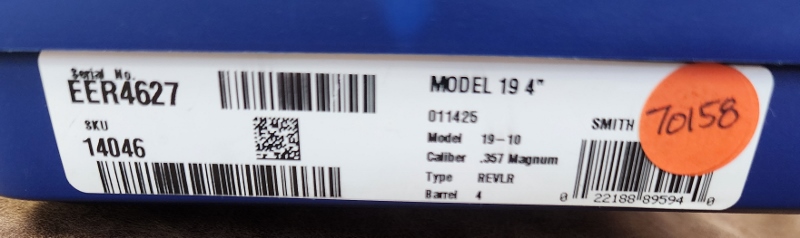 Serial No.
EER4627
SKU
14046
MODEL 19 4"
011425
Model 19-10
Caliber .357 Magnum
Type REVLR
Barrel 4
SMITH
70158
0 22188 89594 0